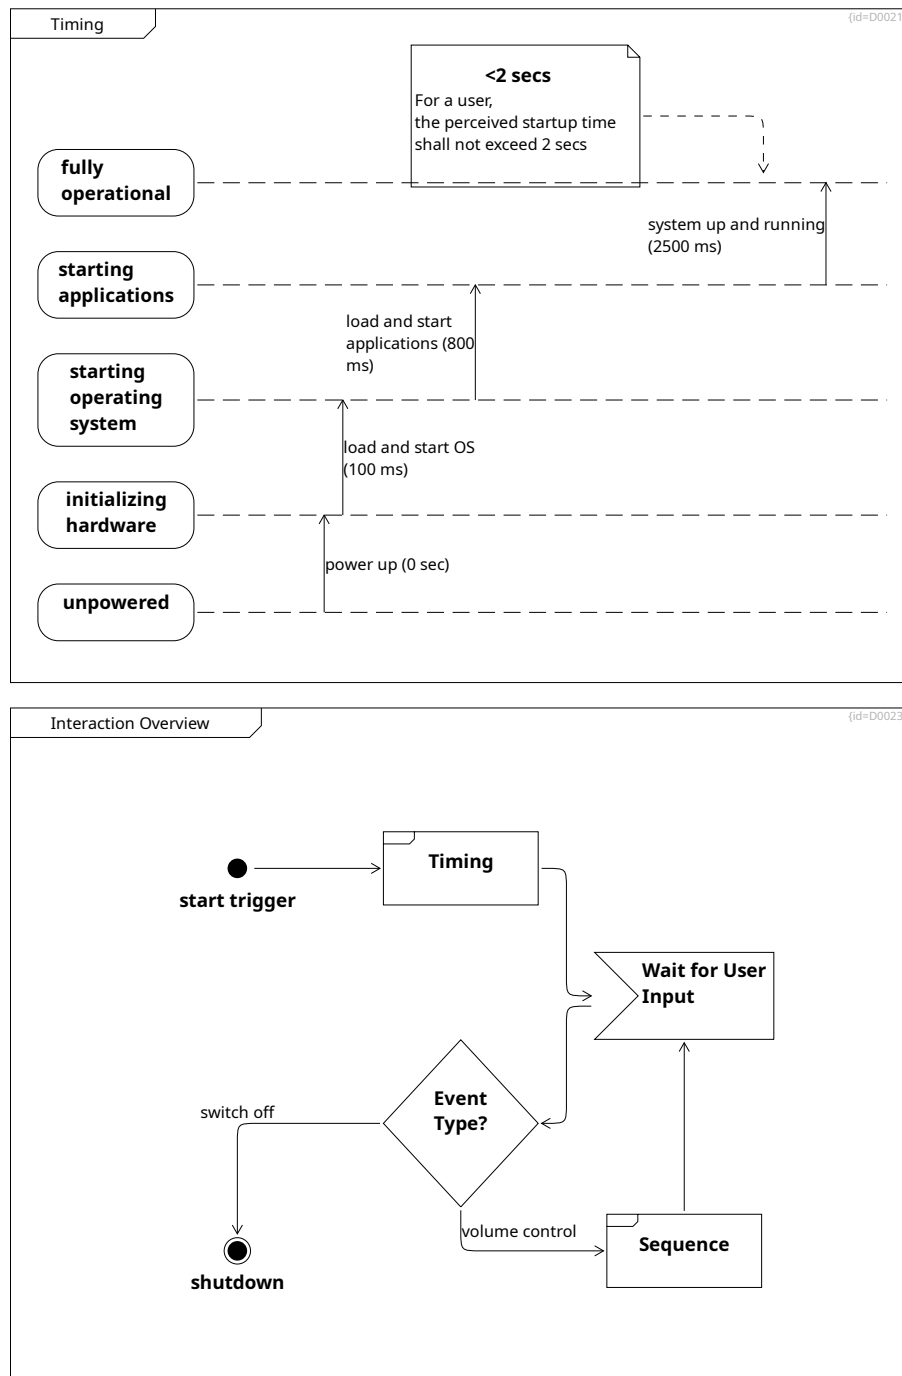 Timing
{id=D0021
<2 secs
For a user,
the perceived startup time
shall not exceed 2 secs
fully
operational
system up and running
(2500 ms)
starting
applications
load and start
applications (800
ms)
starting
operating
system
load and start OS
(100 ms)
initializing
hardware
power up (0 sec)
unpowered
Interaction Overview
{id=D0023
Timing
start trigger
Wait for User
Input
Event
Type?
switch off
volume control
Sequence
shutdown